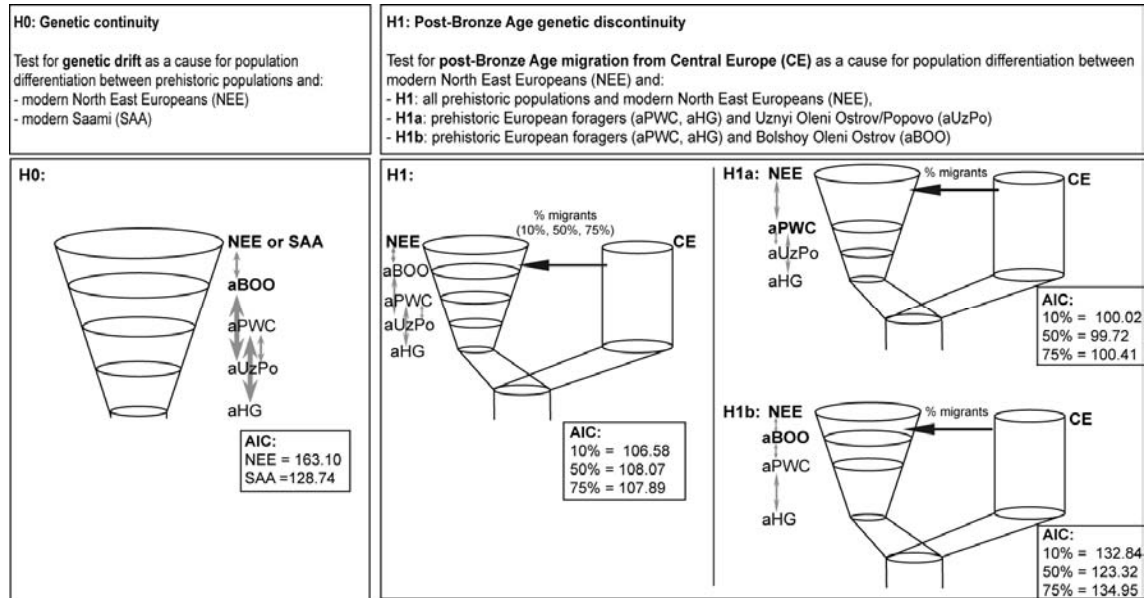 H0: Genetic continuity
Test for genetic drift as a cause for population
differentiation between prehistoric populations and:
- modern North East Europeans (NEE)
- modern Saami (SAA)
H1: Post-Bronze Age genetic discontinuity
Test for post-Bronze Age migration from Central Europe (CE) as a cause for population differentiation between
modern North East Europeans (NEE) and:
- H1: all prehistoric populations and modern North East Europeans (NEE),
- H1a: prehistoric European foragers (aPWC, aHG) and Uznyi Oleni Ostrov/Popovo (aUzPo)
- H1b: prehistoric European foragers (aPWC, aHG) and Bolshoy Oleni Ostrov (aBOO)
H0:
NEE or SAA
aBOO
aPWC
aUzPo
aHG
AIC:
NEE = 163.10
SAA =128.74
H1:
% migrants
(10%, 50%, 75%)
NEE
CE
aBOO
aPWC
aUzPo
aHG
AIC:
10% = 106.58
50% = 108.07
75% = 107.89
H1a: NEE
% migrants
CE
aPWC
aUzPo
aHG
AIC:
10% = 100.02
50% = 99.72
75% = 100.41
H1b: NEE
% migrants
CE
aBOO
aPWC
aHG
AIC:
10% = 132.84
50% = 123.32
75% = 134.95